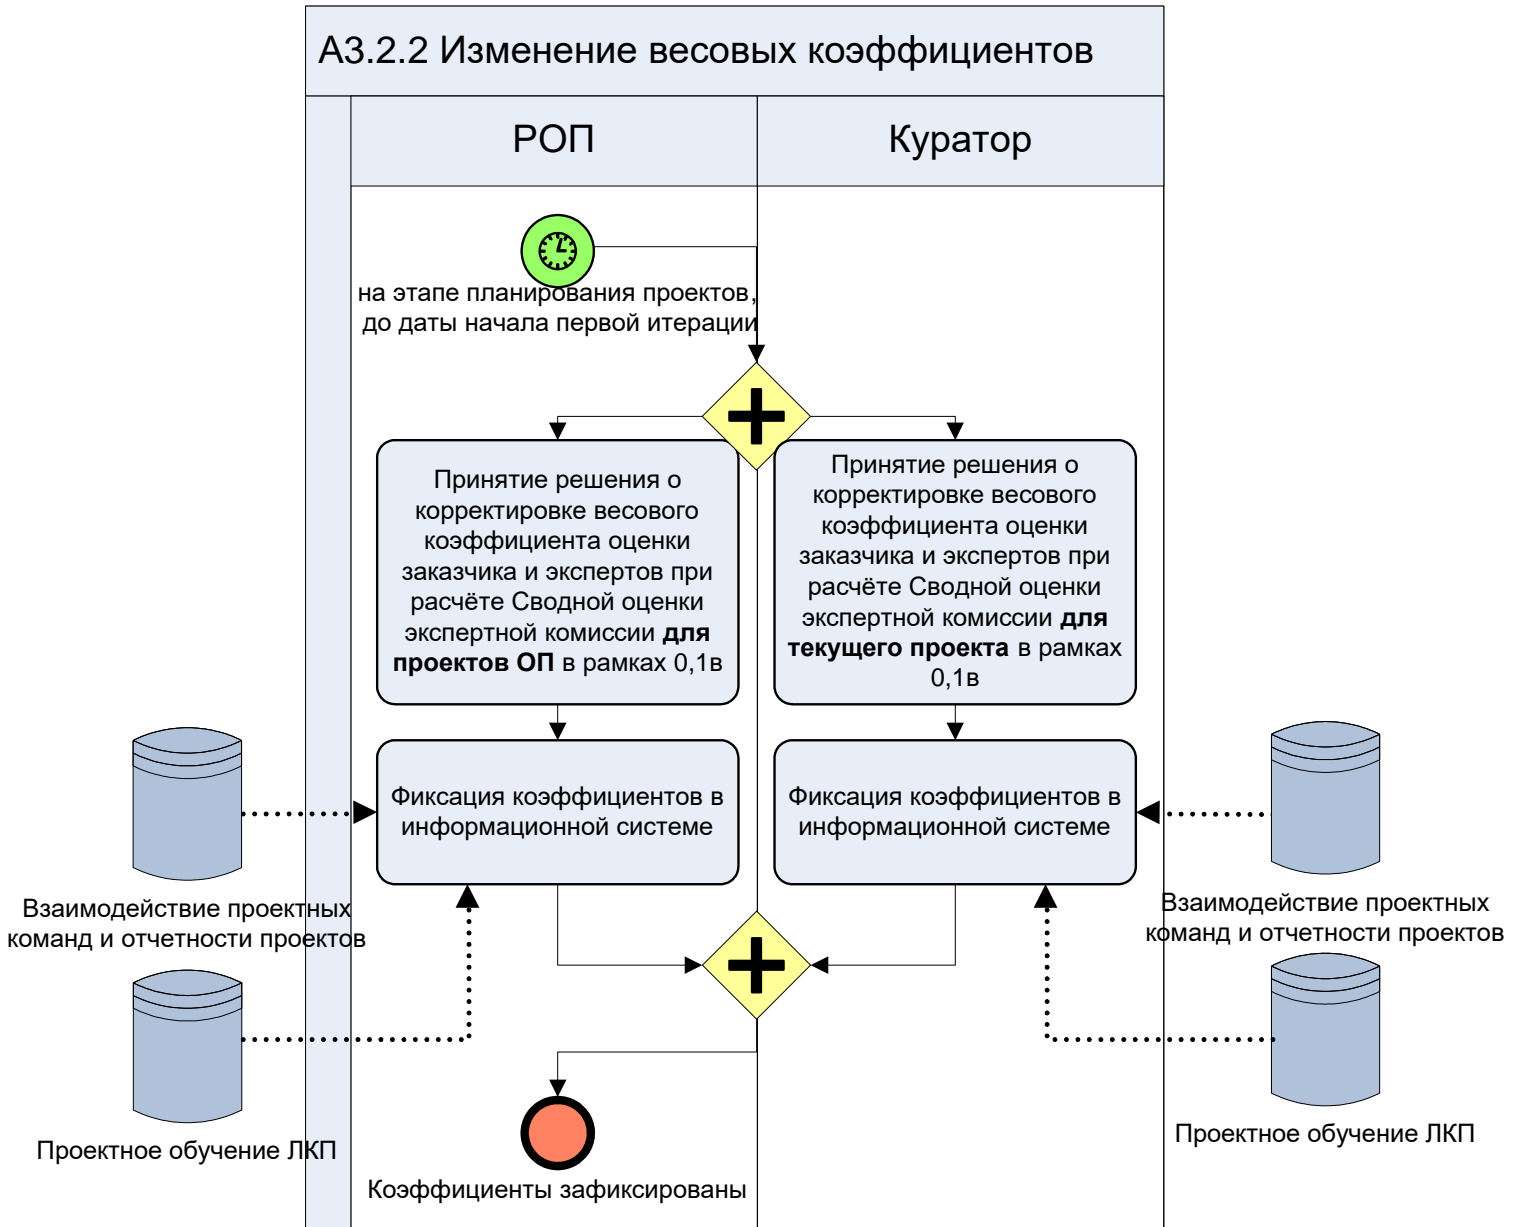 А3.2.2 Изменение весовых коэффициентов
РОП
Куратор
на этапе планирования проектов,
до даты начала первой итерации
Принятие решения о
корректировке весового
коэффициента оценки
заказчика и экспертов при
расчёте Сводной оценки
экспертной комиссии для
проектов ОП в рамках 0,1в
Принятие решения о
корректировке весового
коэффициента оценки
заказчика и экспертов при
расчёте Сводной оценки
экспертной комиссии для
текущего проекта в рамках
0,1в
Фиксация коэффициентов в
информационной системе
Фиксация коэффициентов в
информационной системе
Взаимодействие проектных
команд и отчетности проектов
Взаимодействие проектных
команд и отчетности проектов
Проектное обучение ЛКП
Проектное обучение ЛКП
Коэффициенты зафиксированы